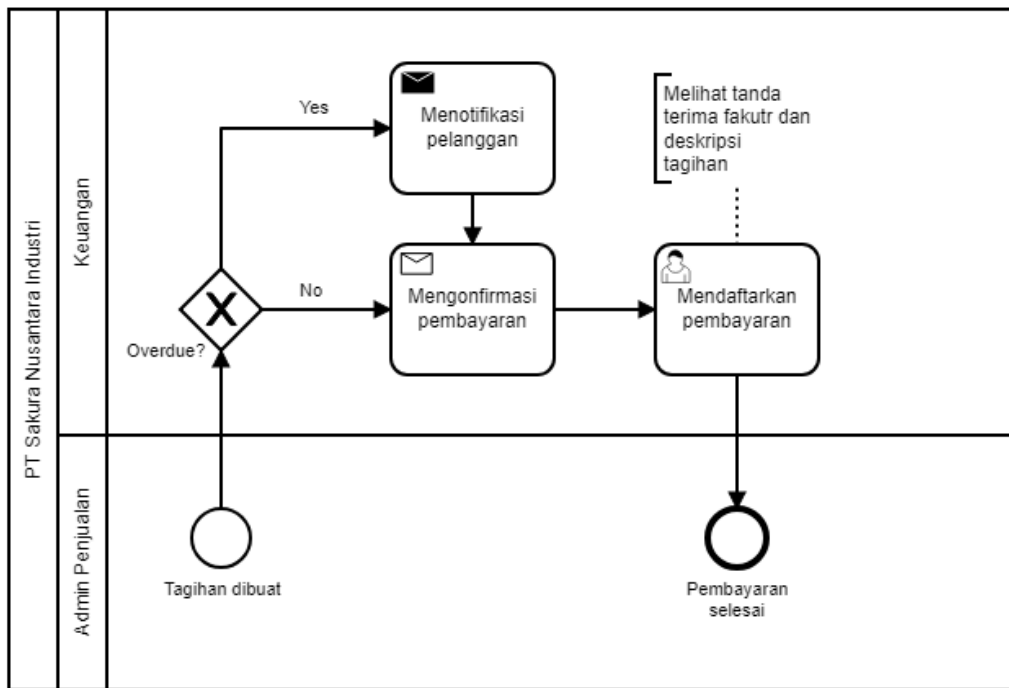 PT Sakura Nusantara Industri
Keuangan
Yes
Menotifikasi
pelanggan
Melihat tanda
terima fakutr dan
deskripsi
tagihan
No
Mengonfirmasi
pembayaran
Mendaftarkan
pembayaran
Overdue?
Admin Penjualan
Tagihan dibuat
Pembayaran
selesai